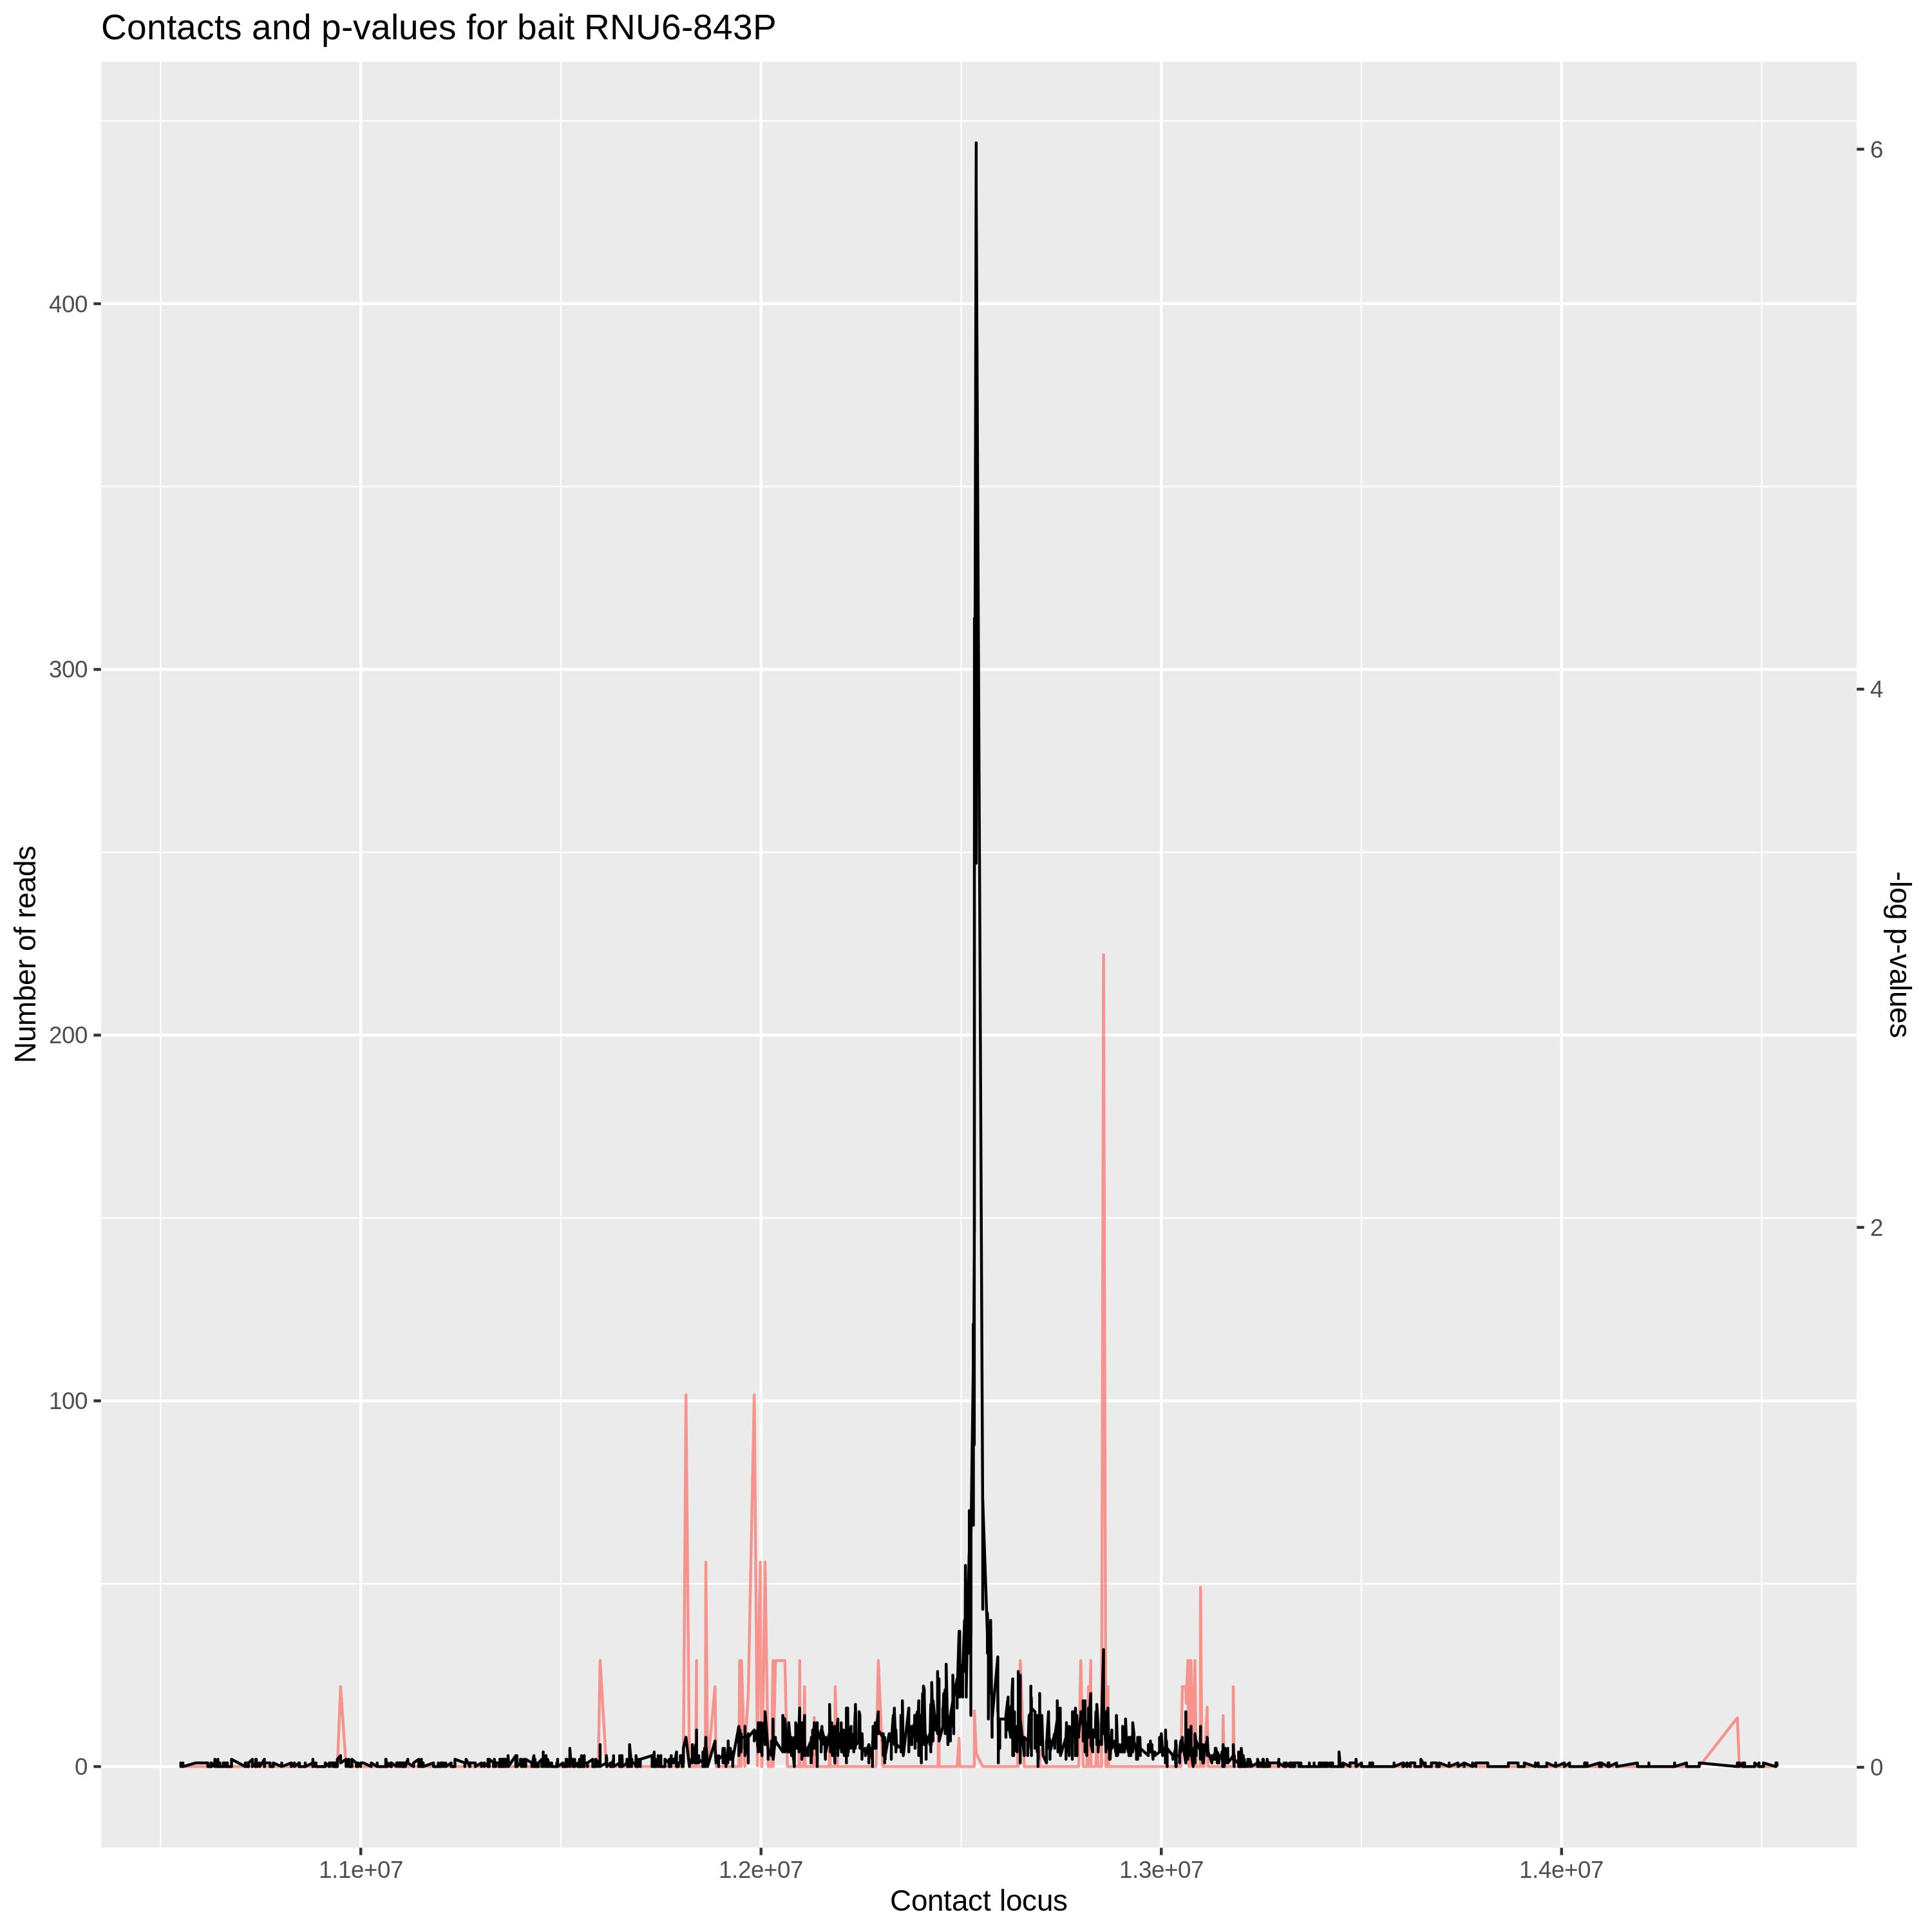 Contacts and p-values for bait RNU6-843P
400
300
200
100
0
Number of reads
6
4
2
0
-log p-values
1.1e+07
1.2e+07
1.3e+07
1.4e+07
Contact locus